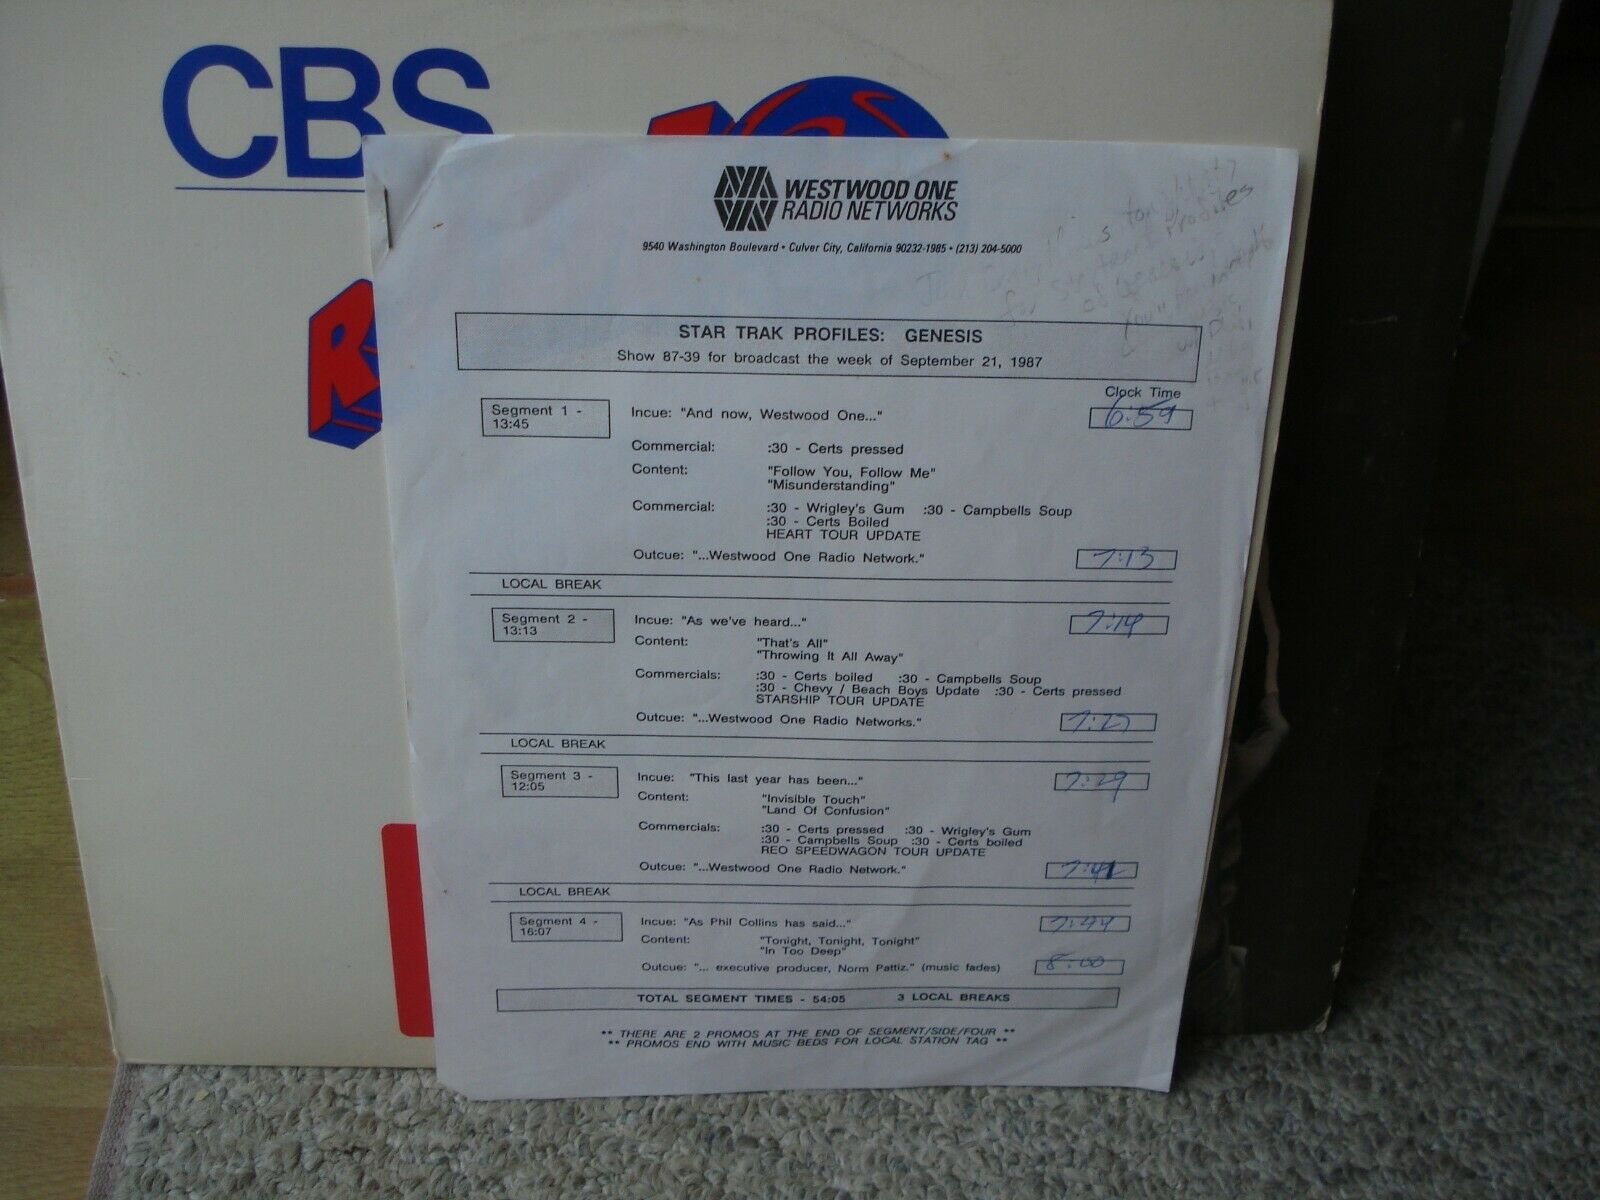 CBS
R
WESTWOOD ONE
RADIO NETWORKS
9540 Washington Boulevard • Culver City, California 90232-1985 • (213) 204-5000
for Star trak Profiles
of Genesis
STAR TRAK PROFILES: GENESIS
Show 87-39 for broadcast the week of September 21, 1987
Clock Time
Segment 1 -
13:45
Incue: "And now, Westwood One..."
6:59
Commercial: :30 - Certs pressed
Content: "Follow You, Follow Me"
"Misunderstanding"
Commercial: :30 - Wrigley's Gum :30 - Campbells Soup
:30 - Certs Boiled
HEART TOUR UPDATE
Outcue: "...Westwood One Radio Network."
7:13
LOCAL BREAK
Segment 2 -
13:13
Incue: "As we've heard..."
7:14
Content: "That's All"
"Throwing It All Away"
Commercials: :30 - Certs boiled :30 - Campbells Soup
:30 - Chevy / Beach Boys Update :30 - Certs pressed
STARSHIP TOUR UPDATE
Outcue: "...Westwood One Radio Networks."
7:27
LOCAL BREAK
Segment 3 -
12:05
Incue: "This last year has been..."
7:29
Content: "Invisible Touch"
"Land Of Confusion"
Commercials: :30 - Certs pressed :30 - Wrigley's Gum
:30 - Campbells Soup :30 - Certs boiled
REO SPEEDWAGON TOUR UPDATE
Outcue: "...Westwood One Radio Network."
7:41
LOCAL BREAK
Segment 4 -
16:07
Incue: "As Phil Collins has said..."
7:44
Content: "Tonight, Tonight, Tonight"
"In Too Deep"
Outcue: "... executive producer, Norm Pattiz." (music fades)
8:00
TOTAL SEGMENT TIMES - 54:05 3 LOCAL BREAKS
** THERE ARE 2 PROMOS AT THE END OF SEGMENT/SIDE/FOUR **
** PROMOS END WITH MUSIC BEDS FOR LOCAL STATION TAG **